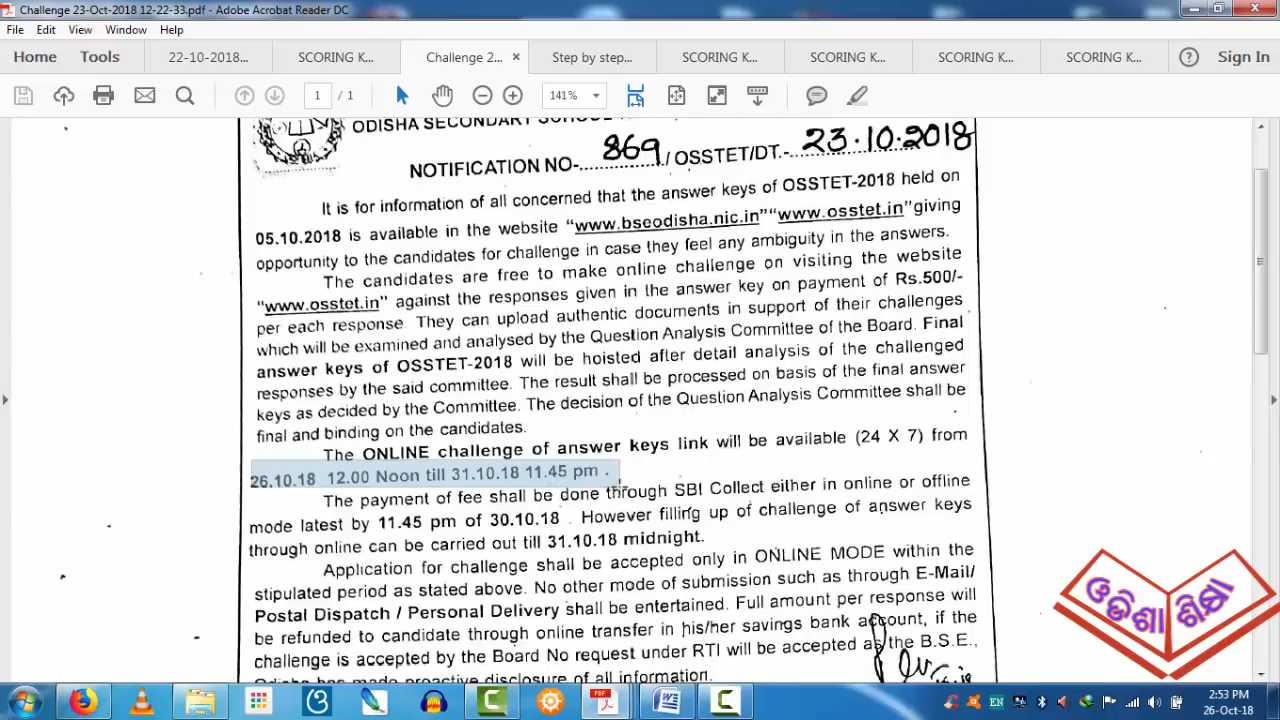 Challenge 23-Oct-2018 12-22-33.pdf - Adobe Acrobat Reader DC
File Edit View Window Help
Home Tools 22-10-2018... SCORING K... Challenge 2... × Step by step... SCORING K... SCORING K... SCORING K... SCORING K... Sign In
1 / 1 141%
ODISHA SECONDARY SCHOOL
NOTIFICATION NO- 869 / OSSTET/DT.- 23.10.2018
It is for information of all concerned that the answer keys of OSSTET-2018 held on
05.10.2018 is available in the website "www.bseodisha.nic.in" "www.osstet.in" giving
opportunity to the candidates for challenge in case they feel any ambiguity in the answers.
The candidates are free to make online challenge on visiting the website
"www.osstet.in" against the responses given in the answer key on payment of Rs.500/-
per each response. They can upload authentic documents in support of their challenges
which will be examined and analysed by the Question Analysis Committee of the Board. Final
answer keys of OSSTET-2018 will be hoisted after detail analysis of the challenged
responses by the said committee. The result shall be processed on basis of the final answer
keys as decided by the Committee. The decision of the Question Analysis Committee shall be
final and binding on the candidates.
The ONLINE challenge of answer keys link will be available (24 X 7) from
26.10.18 12.00 Noon till 31.10.18 11.45 pm .
The payment of fee shall be done through SBI Collect either in online or offline
mode latest by 11.45 pm of 30.10.18 . However filling up of challenge of answer keys
through online can be carried out till 31.10.18 midnight.
Application for challenge shall be accepted only in ONLINE MODE within the
stipulated period as stated above. No other mode of submission such as through E-Mail/
Postal Dispatch / Personal Delivery shall be entertained. Full amount per response will
be refunded to candidate through online transfer in his/her savings bank account, if the
challenge is accepted by the Board No request under RTI will be accepted as the B.S.E.,
Odisha has made proactive disclosure of all information.
ଓଡିଶା ଶିକ୍ଷା
EN
2:53 PM
26-Oct-18